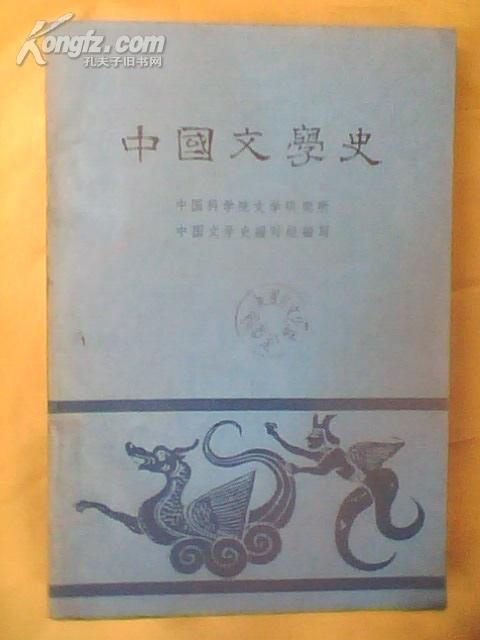 Kongfz.com
孔夫子旧书网
中國文學史
中国科学院文学研究所
中国文学史编写组编写